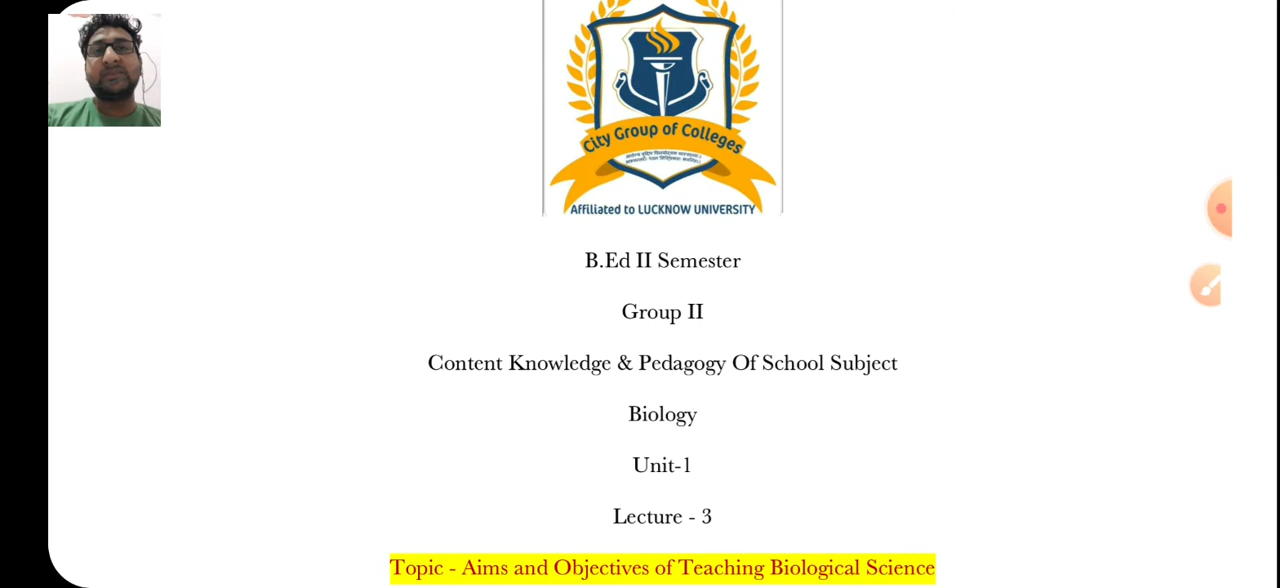 City Group of Colleges
Affiliated to LUCKNOW UNIVERSITY
B.Ed II Semester
Group II
Content Knowledge & Pedagogy Of School Subject
Biology
Unit-1
Lecture - 3
Topic - Aims and Objectives of Teaching Biological Science